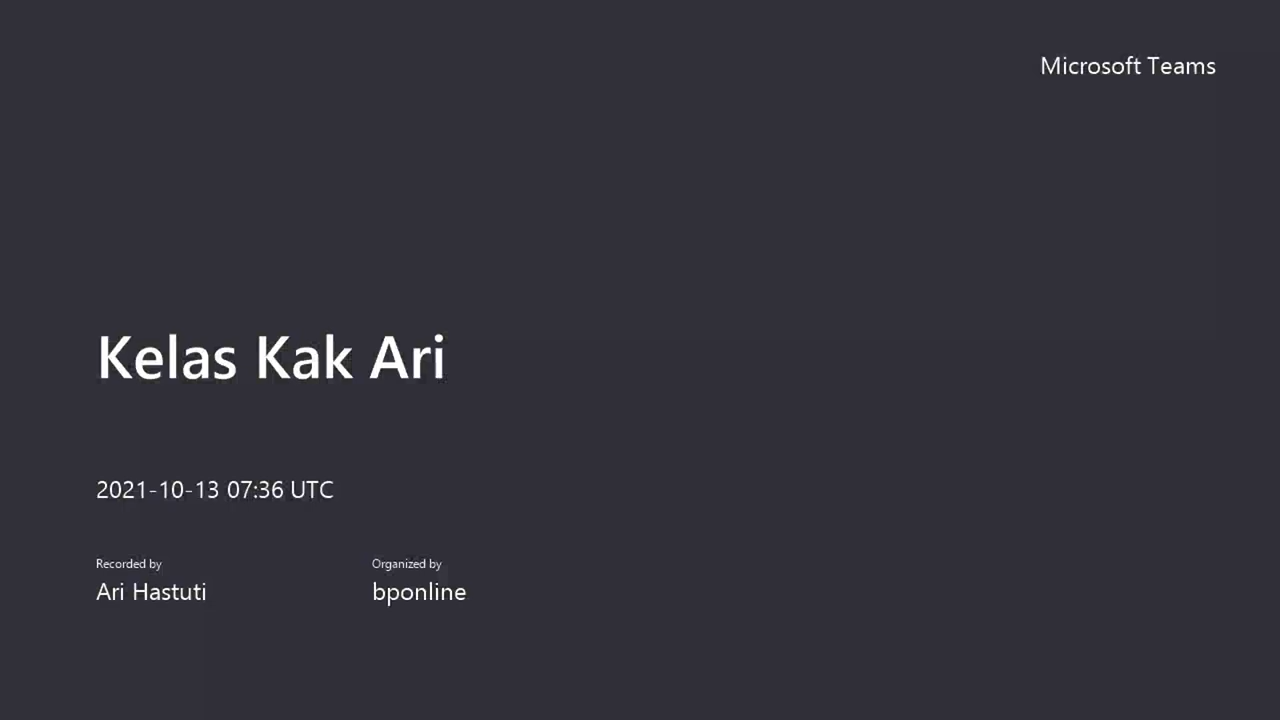 Microsoft Teams
Kelas Kak Ari
2021-10-13 07:36 UTC
Recorded by
Organized by
Ari Hastuti
bponline